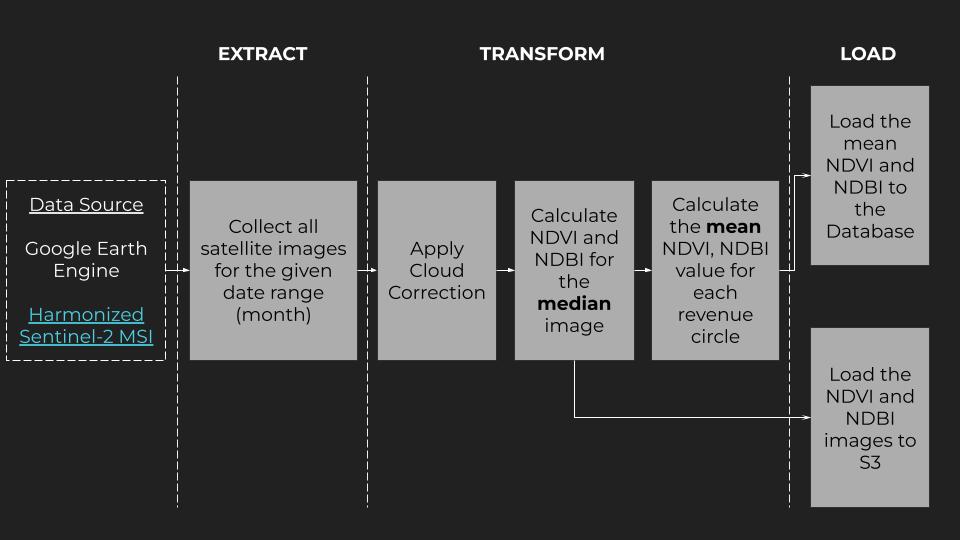 EXTRACT
TRANSFORM
LOAD
Data Source
Google Earth
Engine
Harmonized
Sentinel-2 MSI
Collect all
satellite images
for the given
date range
(month)
Apply
Cloud
Correction
Calculate
NDVI and
NDBI for
the
median
image
Calculate
the mean
NDVI, NDBI
value for
each
revenue
circle
Load the
mean
NDVI and
NDBI to
the
Database
Load the
NDVI and
NDBI
images to
S3